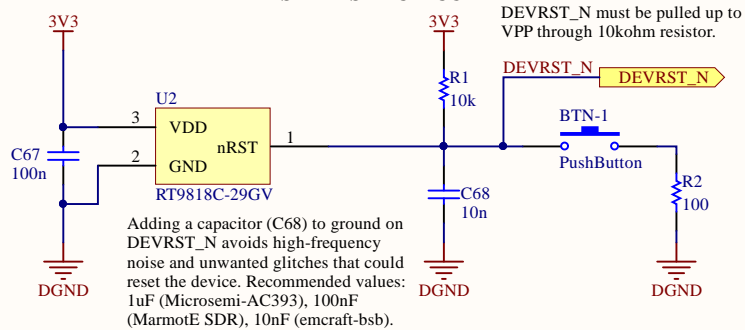 DEVRST_N must be pulled up to
VPP through 10kohm resistor.
3V3
3V3
DEVRST_N
DEVRST_N
R1
10k
U2
3
VDD
nRST
1
2
GND
RT9818C-29GV
C67
100n
BTN-1
PushButton
C68
10n
R2
100
Adding a capacitor (C68) to ground on
DEVRST_N avoids high-frequency
noise and unwanted glitches that could
reset the device. Recommended values:
1uF (Microsemi-AC393), 100nF
(MarmotE SDR), 10nF (emcraft-bsb).
DGND
DGND
DGND